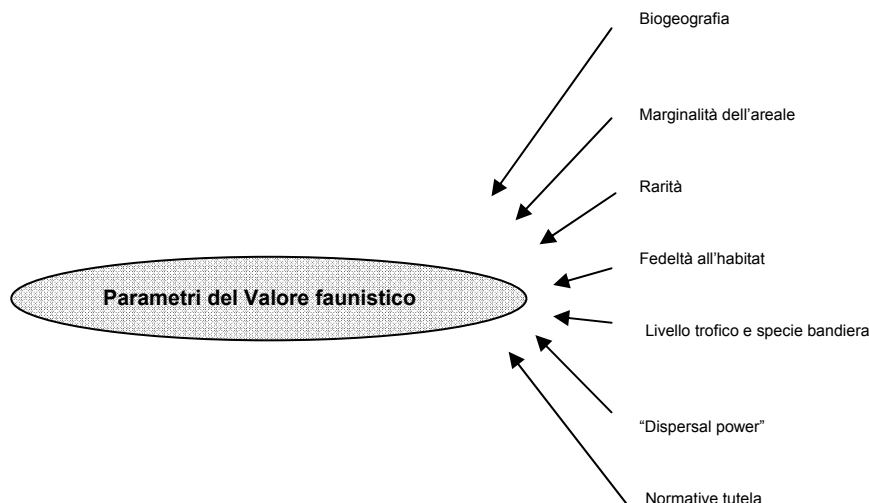 Biogeografia
Marginalità dell'areale
Rarità
Fedeltà all'habitat
Parametri del Valore faunistico
Livello trofico e specie bandiera
“Dispersal power”
Normative tutela